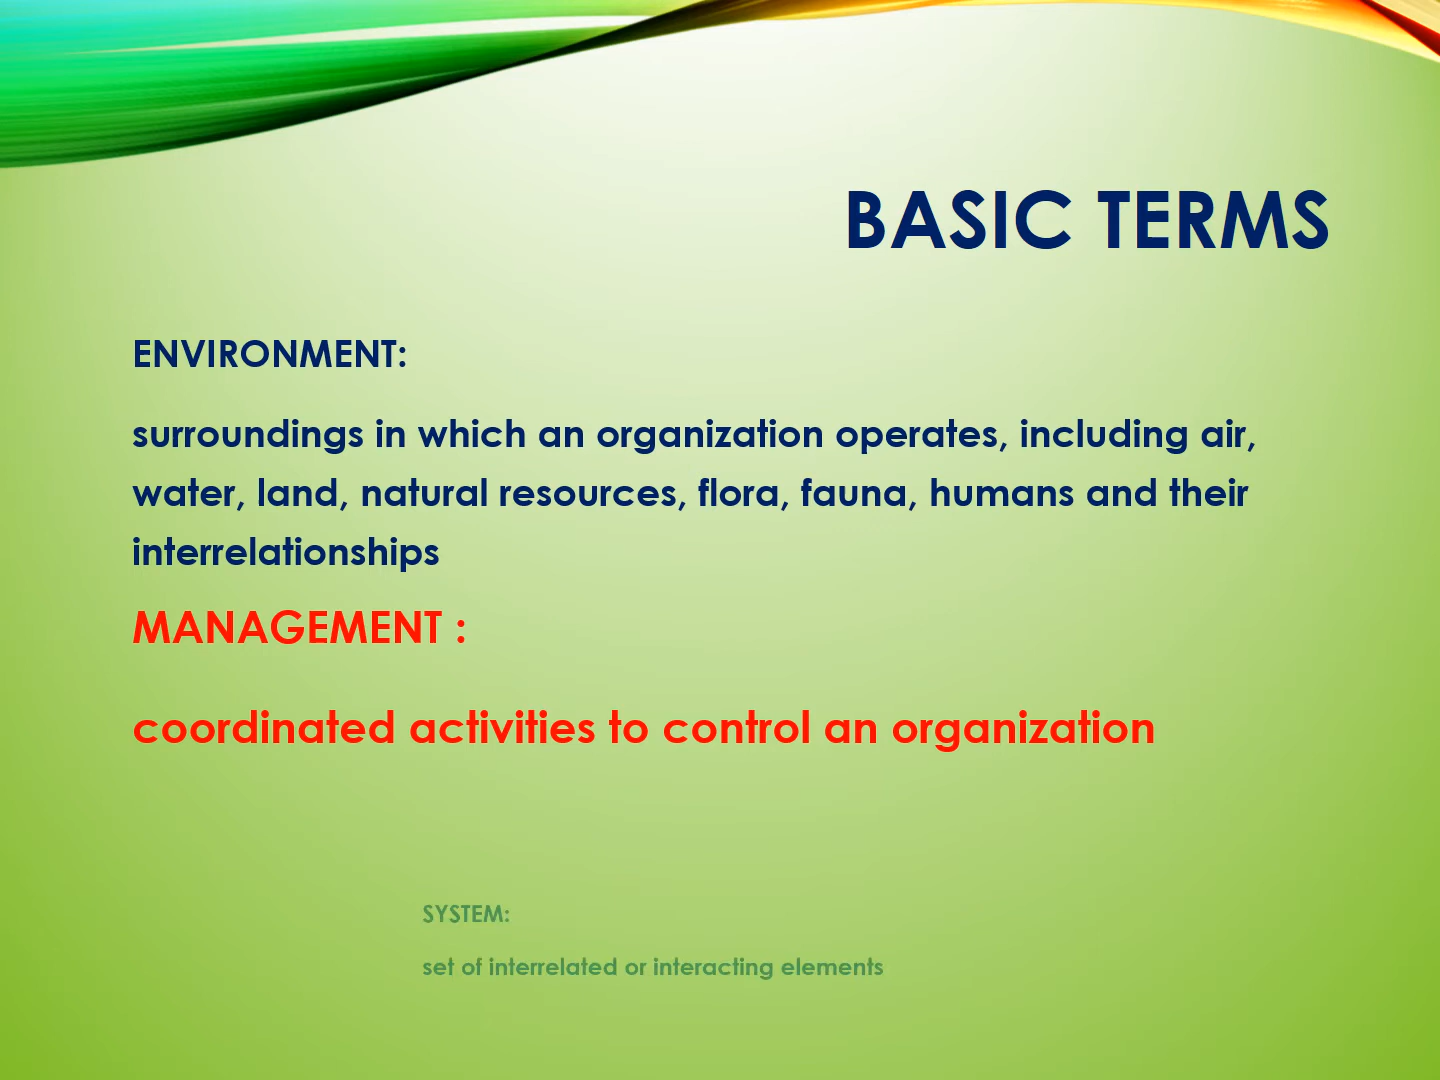 BASIC TERMS
ENVIRONMENT:
surroundings in which an organization operates, including air,
water, land, natural resources, flora, fauna, humans and their
interrelationships
MANAGEMENT :
coordinated activities to control an organization
SYSTEM:
set of interrelated or interacting elements